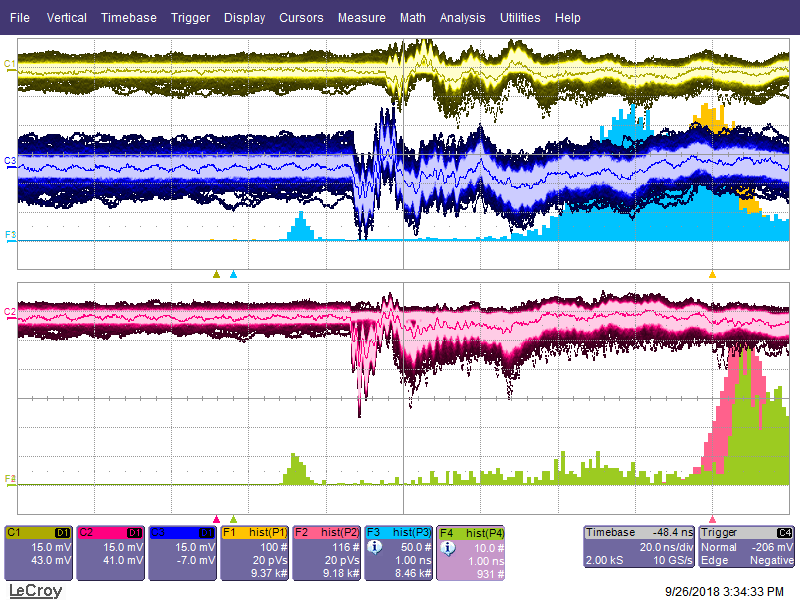 File Vertical Timebase Trigger Display Cursors Measure Math Analysis Utilities Help
C1
C3
F3
C2
C1 D1
15.0 mV
43.0 mV
C2 D1
15.0 mV
41.0 mV
15.0 mV
-7.0 mV
F1 hist(P1)
100 #
20 pVs
9.37 k#
F2 hist(P2)
116 #
20 pVs
9.18 k#
F3 hist(P3)
50.0 #
1.00 ns
8.46 k#
F4 hist(P4)
10.0 #
1.00 ns
931 #
Timebase -48.4 ns
20.0 ns/div
2.00 kS 10 GS/s
Trigger C4
Normal -206 mV
Edge Negative
LeCroy
9/26/2018 3:34:33 PM